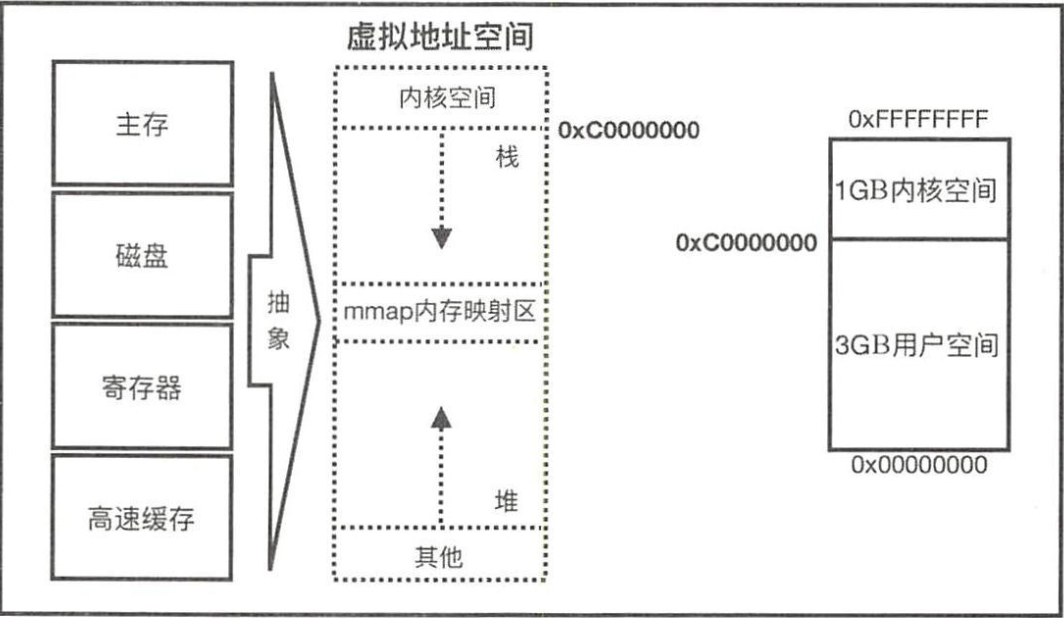 虚拟地址空间
主存
磁盘
寄存器
高速缓存
抽
象
内核空间
0xC0000000
栈
mmap内存映射区
堆
其他
0xFFFFFFFF
1GB内核空间
0xC0000000
3GB用户空间
0x00000000